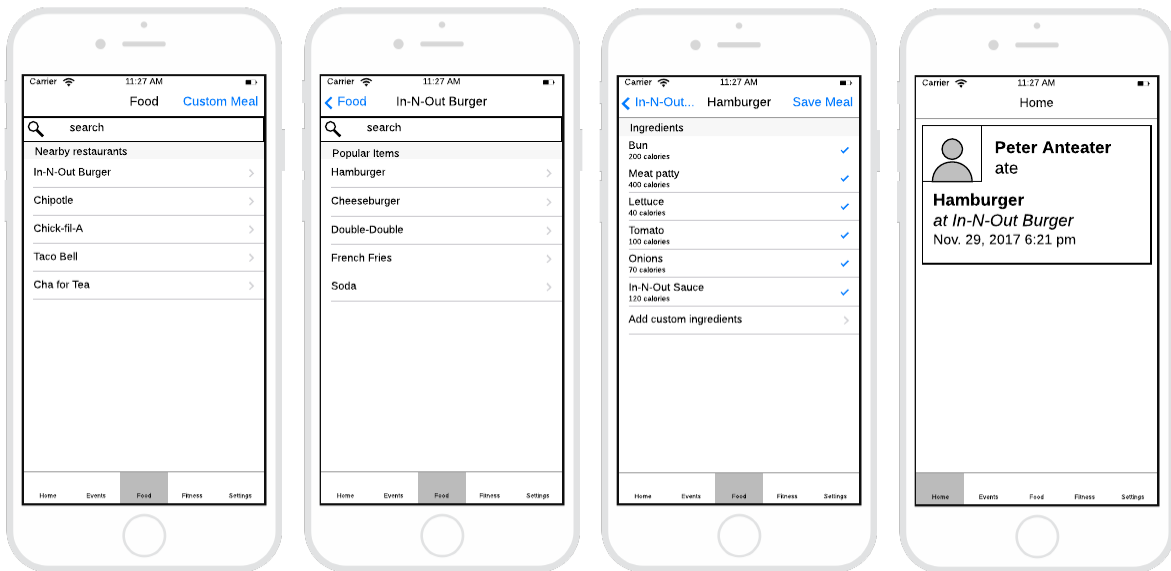 Carrier 11:27 AM
Food Custom Meal
search
Nearby restaurants
In-N-Out Burger
Chipotle
Chick-fil-A
Taco Bell
Cha for Tea
Home Events Food Fitness Settings
Carrier 11:27 AM
Food In-N-Out Burger
search
Popular Items
Hamburger
Cheeseburger
Double-Double
French Fries
Soda
Home Events Food Fitness Settings
Carrier 11:27 AM
In-N-Out... Hamburger Save Meal
Ingredients
Bun
200 calories
Meat patty
400 calories
Lettuce
40 calories
Tomato
100 calories
Onions
70 calories
In-N-Out Sauce
120 calories
Add custom ingredients
Home Events Food Fitness Settings
Carrier 11:27 AM
Home
Peter Anteater
ate
Hamburger
at In-N-Out Burger
Nov. 29, 2017 6:21 pm
Home Events Food Fitness Settings